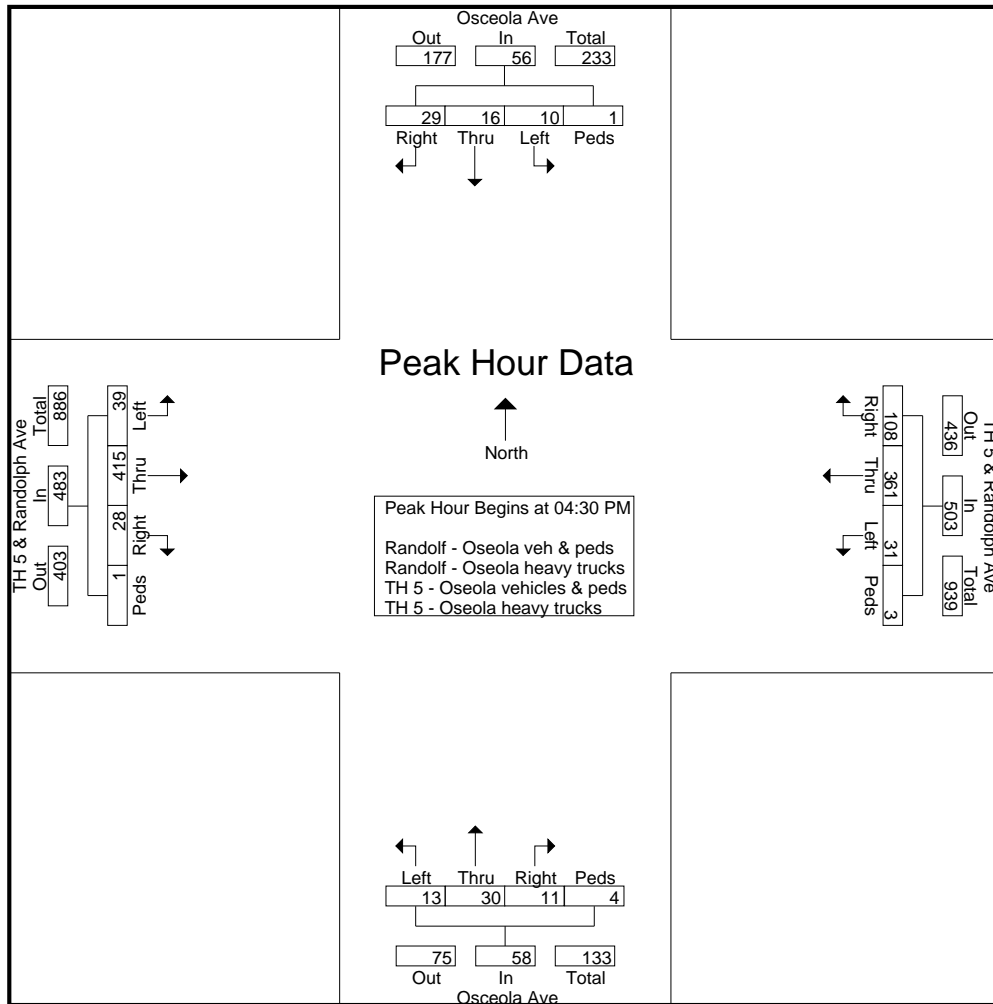 Osceola Ave
Out In Total
177 56 233
29 16 10 1
Right Thru Left Peds
Peak Hour Data
North
Peak Hour Begins at 04:30 PM
Randolf - Oseola veh & peds
Randolf - Oseola heavy trucks
TH 5 - Oseola vehicles & peds
TH 5 - Oseola heavy trucks
TH 5 & Randolph Ave
Out In Total
403 483 886
1 28 415 39
Peds Right Thru Left
TH 5 & Randolph Ave
Out In Total
436 503 939
108 361 31 3
Right Thru Left Peds
Left Thru Right Peds
13 30 11 4
75 58 133
Out In Total
Osceola Ave